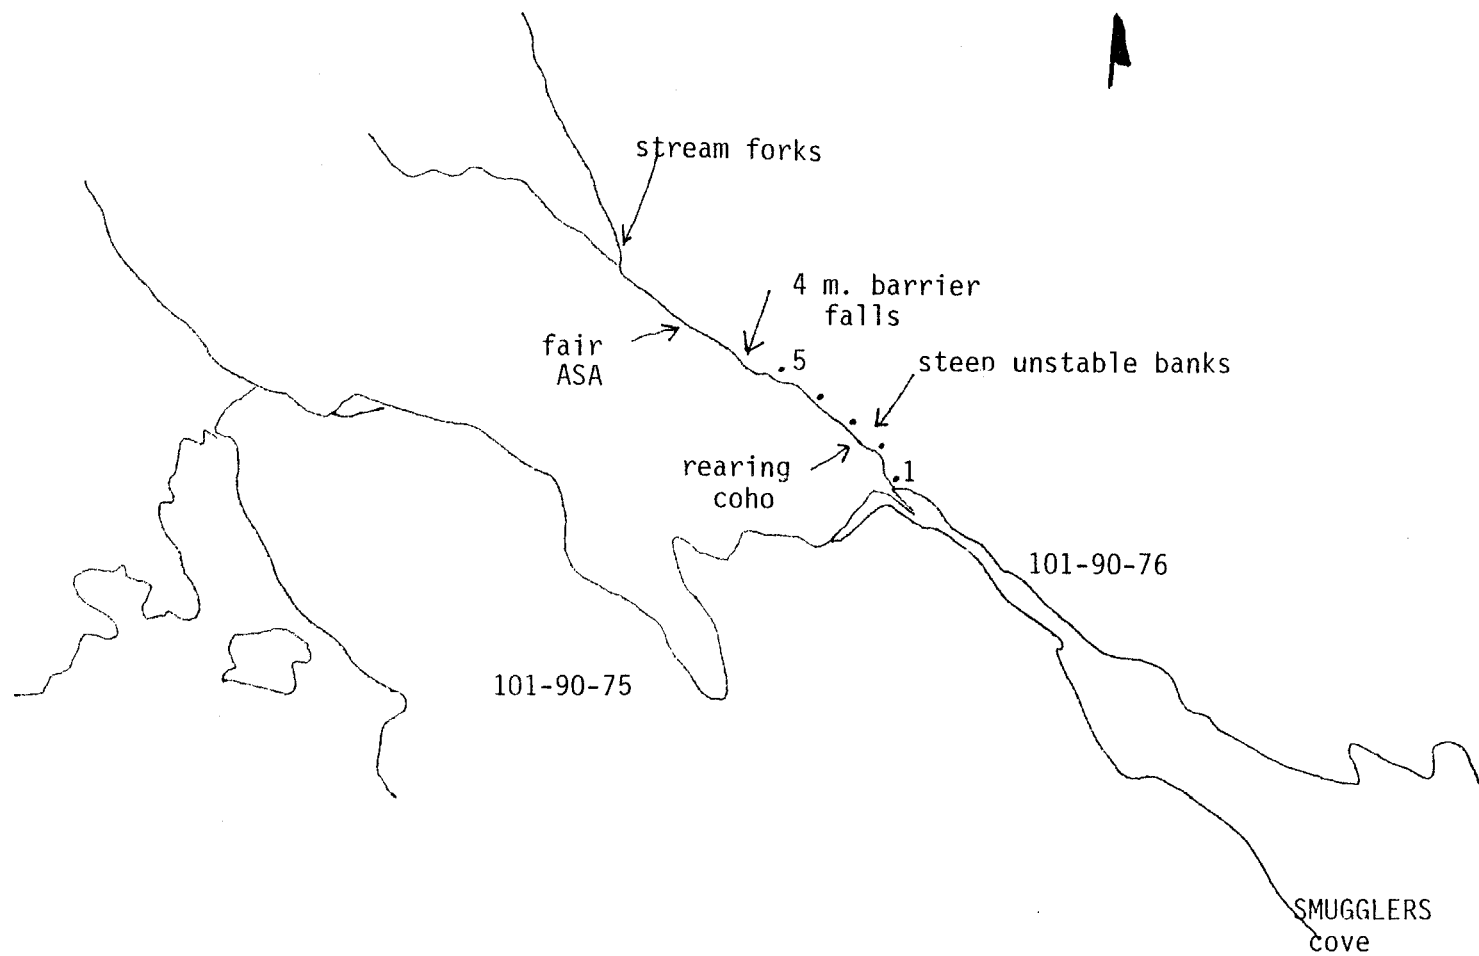 stream forks
4 m. barrier
falls
fair
ASA
.5
steep unstable banks
rearing
coho
.1
101-90-76
101-90-75
SMUGGLERS
cove